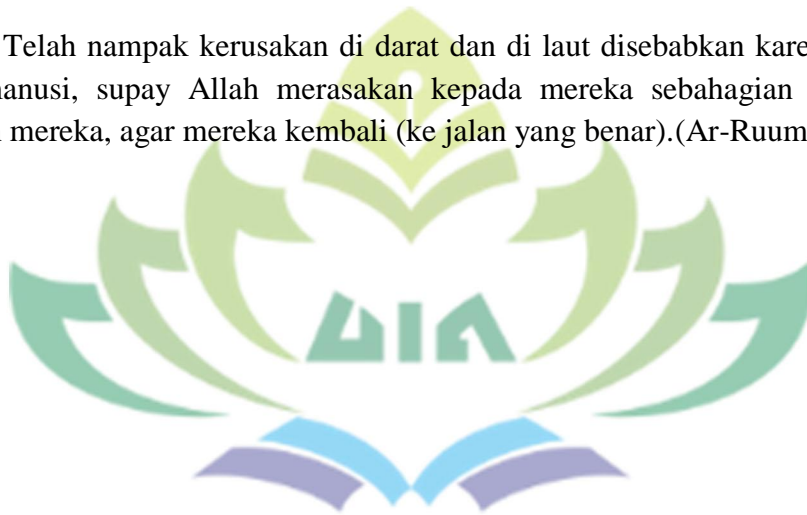 Telah nampak kerusakan di darat dan di laut disebabkan kare
anusi, supay Allah merasakan kepada mereka sebahagian
mereka, agar mereka kembali (ke jalan yang benar).(Ar-Ruum
UIN